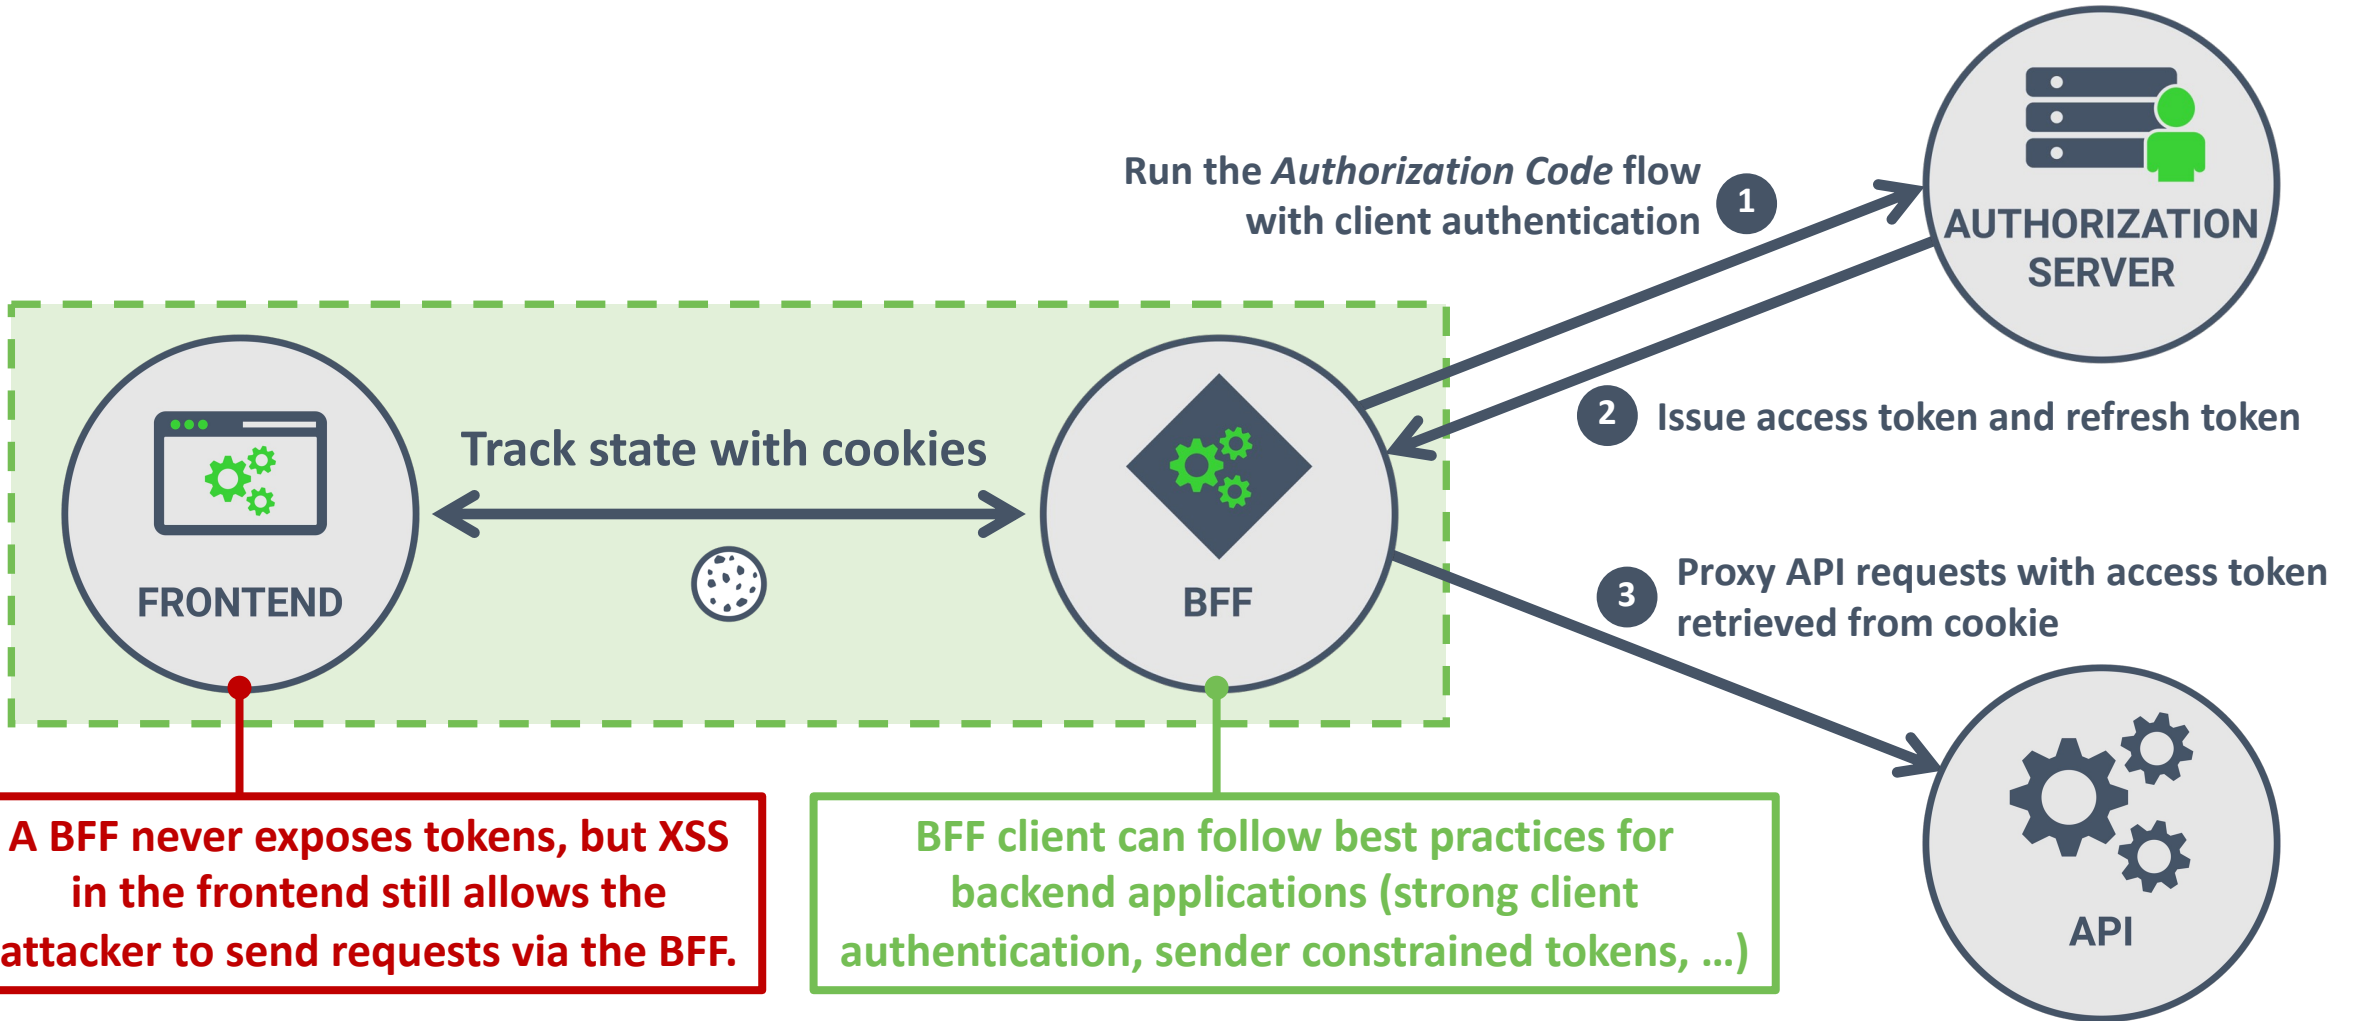 Run the Authorization Code flow
with client authentication
1
AUTHORIZATION
SERVER
2
Issue access token and refresh token
Track state with cookies
FRONTEND
BFF
3
Proxy API requests with access token
retrieved from cookie
A BFF never exposes tokens, but XSS
in the frontend still allows the
attacker to send requests via the BFF.
BFF client can follow best practices for
backend applications (strong client
authentication, sender constrained tokens, ...)
API